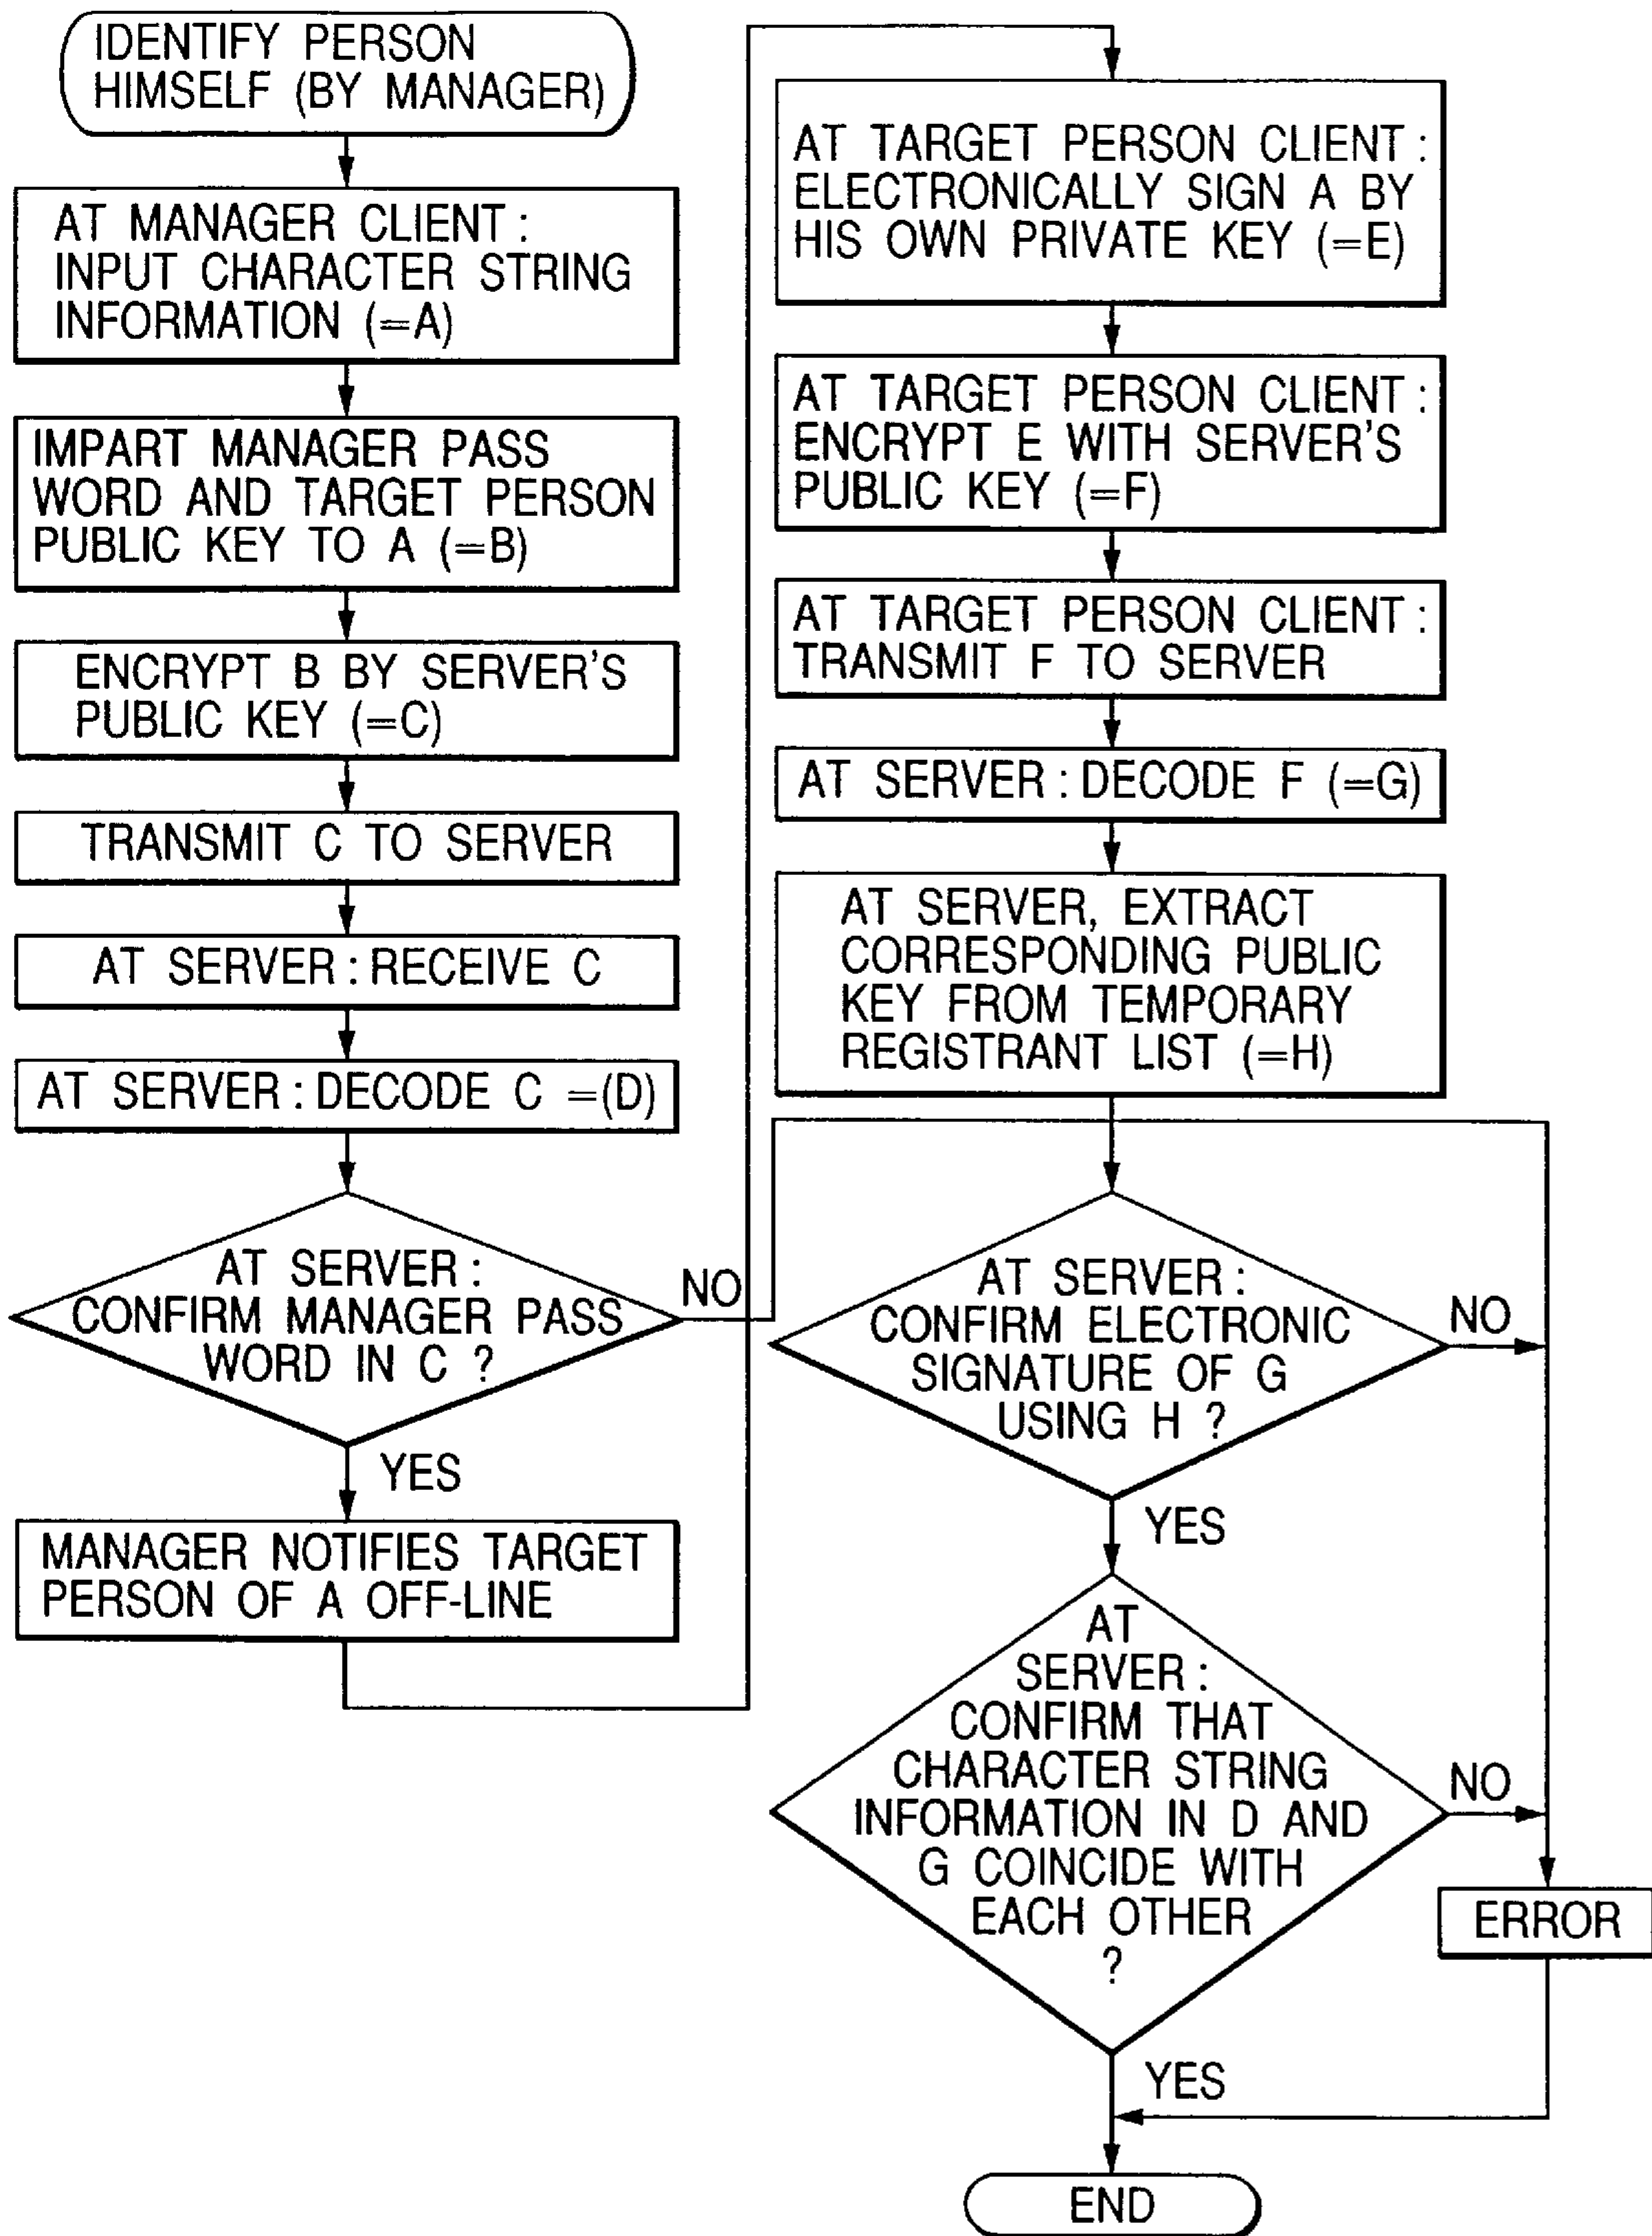 IDENTIFY PERSON
HIMSELF (BY MANAGER)
AT MANAGER CLIENT :
INPUT CHARACTER STRING
INFORMATION (=A)
IMPART MANAGER PASS
WORD AND TARGET PERSON
PUBLIC KEY TO A (=B)
ENCRYPT B BY SERVER'S
PUBLIC KEY (=C)
TRANSMIT C TO SERVER
AT SERVER : RECEIVE C
AT SERVER : DECODE C =(D)
AT SERVER :
CONFIRM MANAGER PASS
WORD IN C ?
NO
YES
MANAGER NOTIFIES TARGET
PERSON OF A OFF-LINE
AT TARGET PERSON CLIENT :
ELECTRONICALLY SIGN A BY
HIS OWN PRIVATE KEY (=E)
AT TARGET PERSON CLIENT :
ENCRYPT E WITH SERVER'S
PUBLIC KEY (=F)
AT TARGET PERSON CLIENT :
TRANSMIT F TO SERVER
AT SERVER : DECODE F (=G)
AT SERVER, EXTRACT
CORRESPONDING PUBLIC
KEY FROM TEMPORARY
REGISTRANT LIST (=H)
AT SERVER :
CONFIRM ELECTRONIC
SIGNATURE OF G
USING H ?
NO
YES
AT
SERVER :
CONFIRM THAT
CHARACTER STRING
INFORMATION IN D AND
G COINCIDE WITH
EACH OTHER
?
NO
ERROR
YES
END